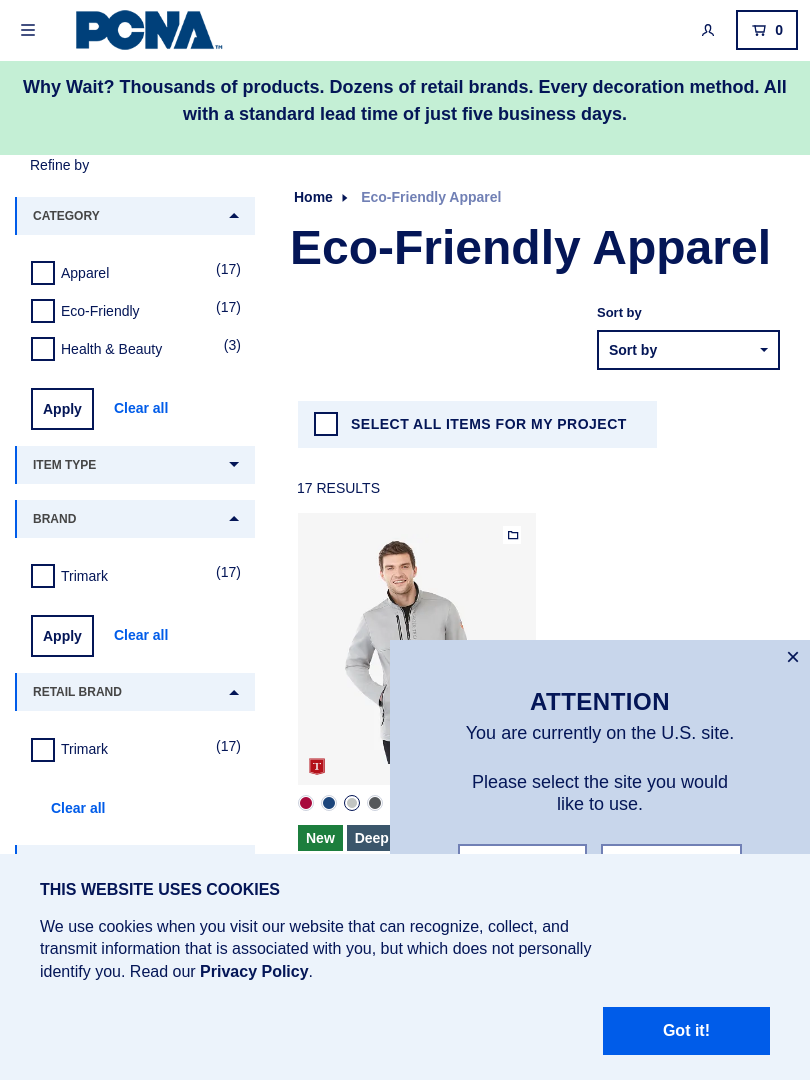 PCNA™
0
Why Wait? Thousands of products. Dozens of retail brands. Every decoration method. All
with a standard lead time of just five business days.
Refine by
CATEGORY
Apparel (17)
Eco-Friendly (17)
Health & Beauty (3)
Apply Clear all
ITEM TYPE
BRAND
Trimark (17)
Apply Clear all
RETAIL BRAND
Trimark (17)
Clear all
Home Eco-Friendly Apparel
Eco-Friendly Apparel
Sort by
Sort by
SELECT ALL ITEMS FOR MY PROJECT
17 RESULTS
T
New Deep
ATTENTION
You are currently on the U.S. site.
Please select the site you would
like to use.
THIS WEBSITE USES COOKIES
We use cookies when you visit our website that can recognize, collect, and
transmit information that is associated with you, but which does not personally
identify you. Read our Privacy Policy.
Got it!